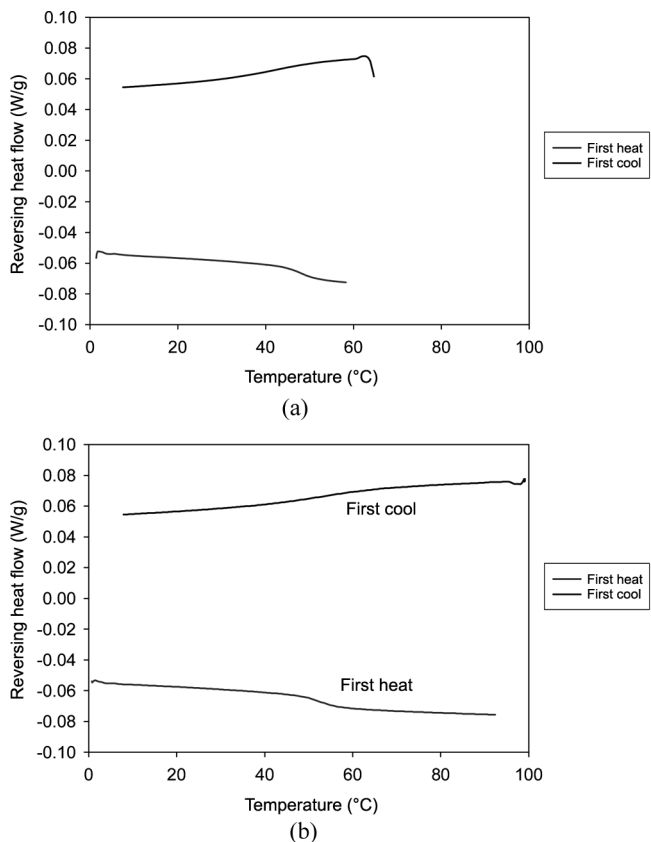 0.10
0.08
0.06
0.04
0.02
0.00
-0.02
-0.04
-0.06
-0.08
-0.10
Reversing heat flow (W/g)
0 20 40 60 80 100
Temperature (°C)
First heat
First cool
(a)
0.10
0.08
0.06
0.04
0.02
0.00
-0.02
-0.04
-0.06
-0.08
-0.10
Reversing heat flow (W/g)
First cool
First heat
0 20 40 60 80 100
Temperature (°C)
First heat
First cool
(b)